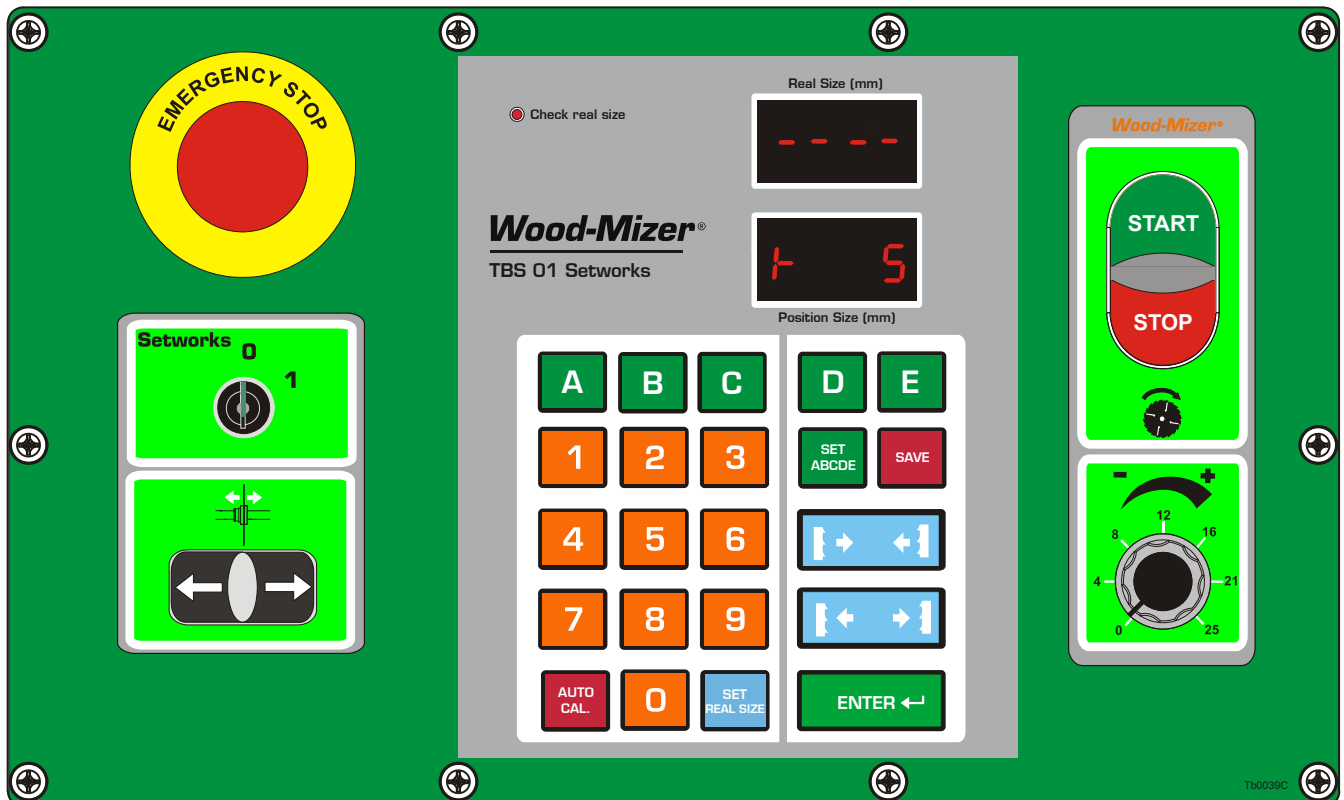 EMERGENCY STOP
Check real size
Real Size (mm)
- - - -
Wood-Mizer®
TBS 01 Setworks
⊢ 5
Position Size (mm)
Setworks
0
1
A B C D E
1 2 3 SET ABCDE SAVE
4 5 6
7 8 9
AUTO CAL. 0 SET REAL SIZE ENTER
Wood-Mizer®
START
STOP
- +
12
8 16
4 21
0 25
Tb0039C